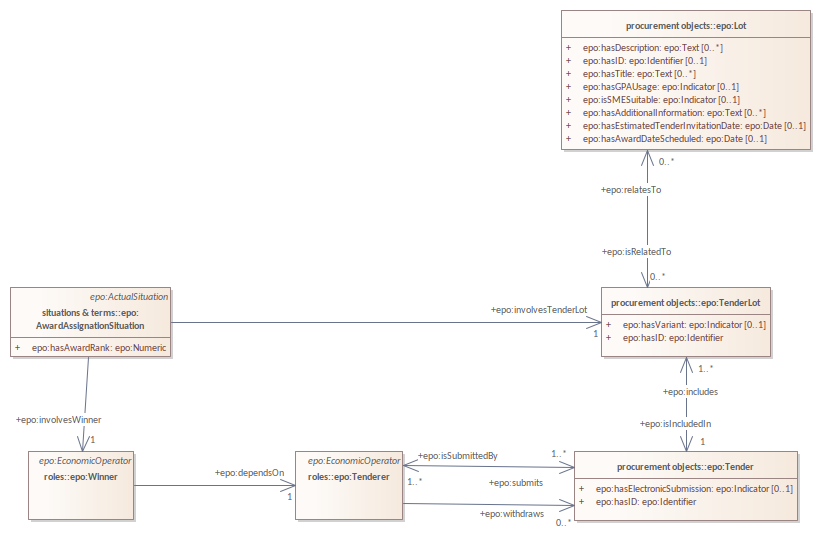 procurement objects::epo:Lot
+ epo:hasDescription: epo:Text [0..*]
+ epo:hasID: epo:Identifier [0..1]
+ epo:hasTitle: epo:Text [0..*]
+ epo:hasGPAUsage: epo:Indicator [0..1]
+ epo:isSMESuitable: epo:Indicator [0..1]
+ epo:hasAdditionalInformation: epo:Text [0..*]
+ epo:hasEstimatedTenderInvitationDate: epo:Date [0..1]
+ epo:hasAwardDateScheduled: epo:Date [0..1]
0..*
+epo:relatesTo
+epo:isRelatedTo
0..*
epo:ActualSituation
situations & terms::epo:
AwardAssignationSituation
+ epo:hasAwardRank: epo:Numeric
+epo:involvesTenderLot
1
procurement objects::epo:TenderLot
+ epo:hasVariant: epo:Indicator [0..1]
+ epo:hasID: epo:Identifier
1..*
+epo:includes
+epo:isIncludedIn
1
+epo:involvesWinner
1
epo:EconomicOperator
roles::epo:Winner
+epo:dependsOn
1
epo:EconomicOperator
roles::epo:Tenderer
+epo:isSubmittedBy
1..*
1..*
+epo:submits
+epo:withdraws
0..*
procurement objects::epo:Tender
+ epo:hasElectronicSubmission: epo:Indicator [0..1]
+ epo:hasID: epo:Identifier